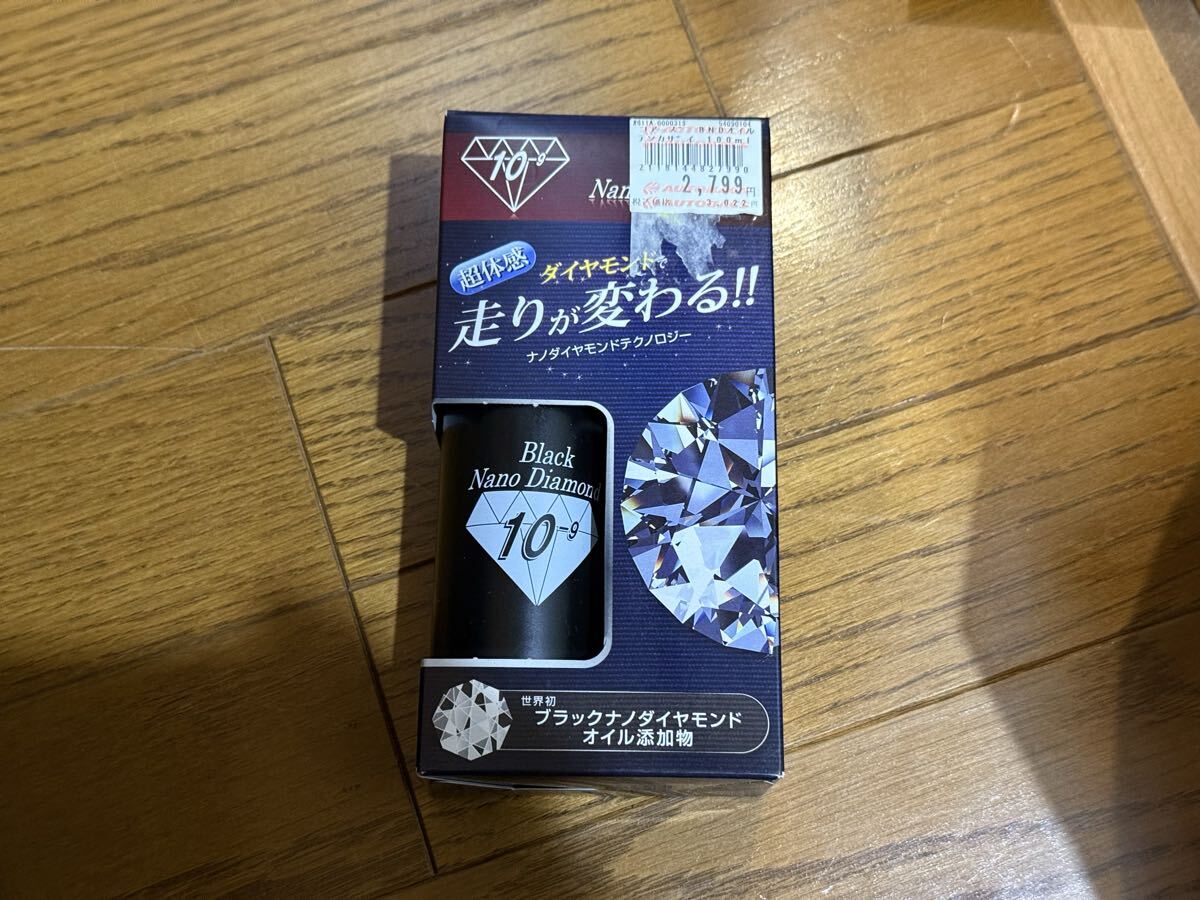 10-9
Nan
2118144827990
2,799円
超体感
ダイヤモンドで
走りが変わる!!
ナノダイヤモンドテクノロジー
Black
Nano Diamond
10-9
世界初
ブラックナノダイヤモンド
オイル添加物